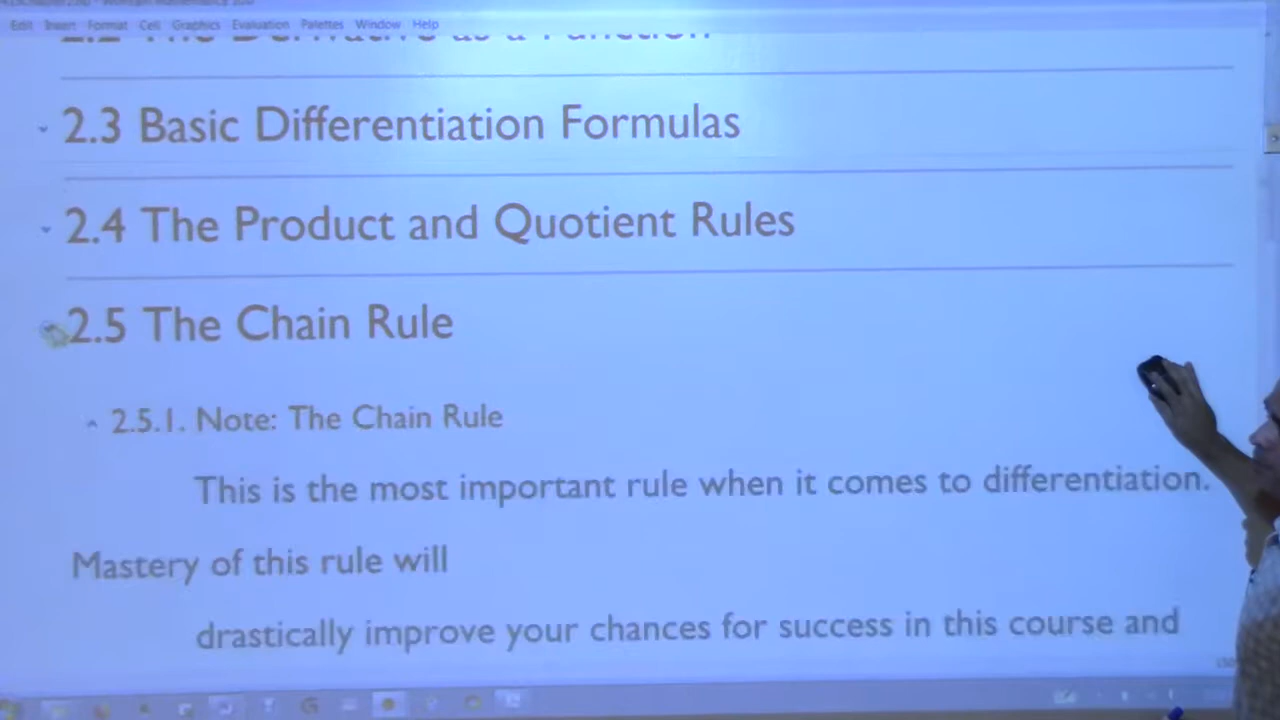 Edit Insert Format Cell Graphics Evaluation Palettes Window Help
2.2 The Derivative as a Function
2.3 Basic Differentiation Formulas
2.4 The Product and Quotient Rules
2.5 The Chain Rule
2.5.1. Note: The Chain Rule
This is the most important rule when it comes to differentiation.
Mastery of this rule will
drastically improve your chances for success in this course and